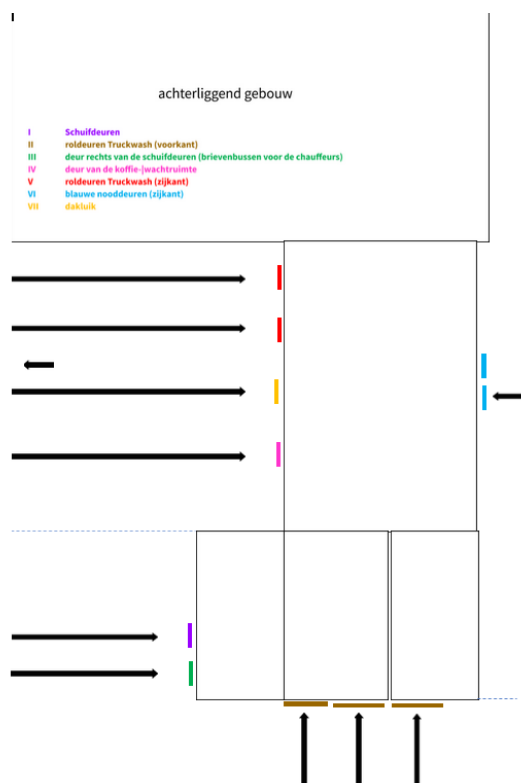 achterliggend gebouw
I Schuifdeuren
II roldeuren Truckwash (voorkant)
III deur rechts van de schuifdeuren (brievenbussen voor de chauffeurs)
IV deur van de koffie-|wachtruimte
V roldeuren Truckwash (zijkant)
VI blauwe nooddeuren (zijkant)
VII dakluik